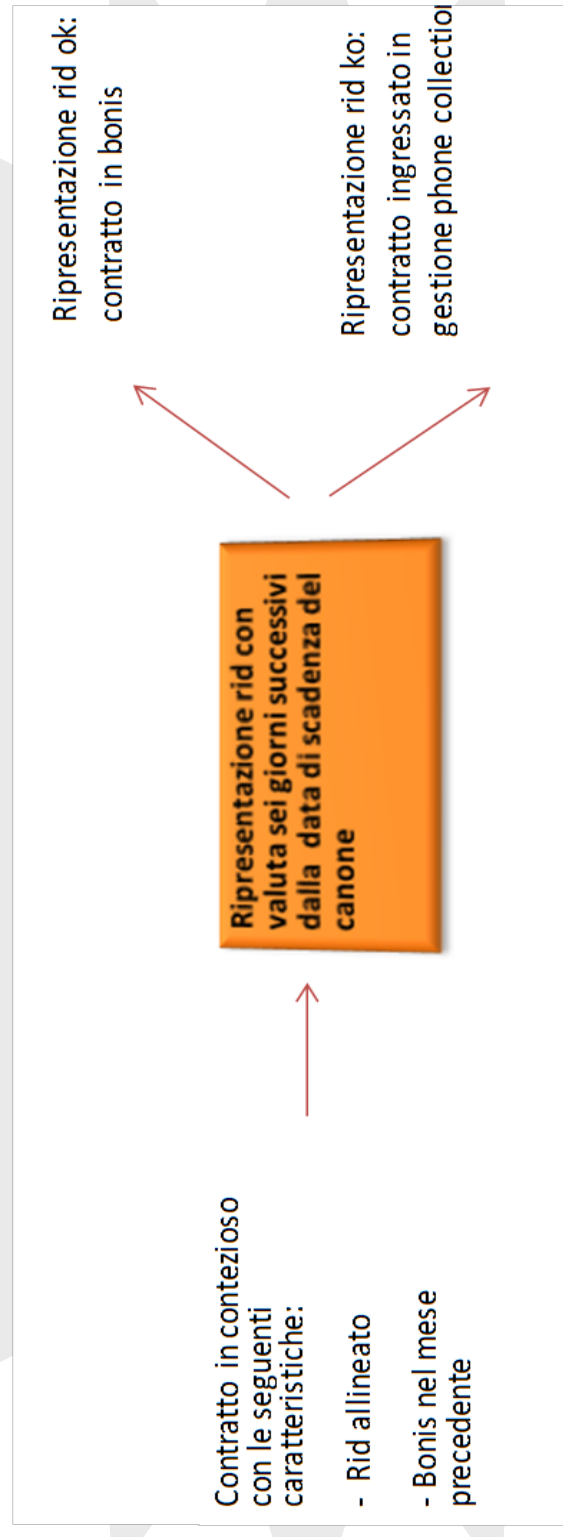 Contratto in contezioso
con le seguenti
caratteristiche:
- Rid allineato
- Bonis nel mese
precedente
Ripresentazione rid con
valuta sei giorni successivi
dalla data di scadenza del
canone
Ripresentazione rid ok:
contratto in bonis
Ripresentazione rid ko:
contratto ingressato in
gestione phone collection